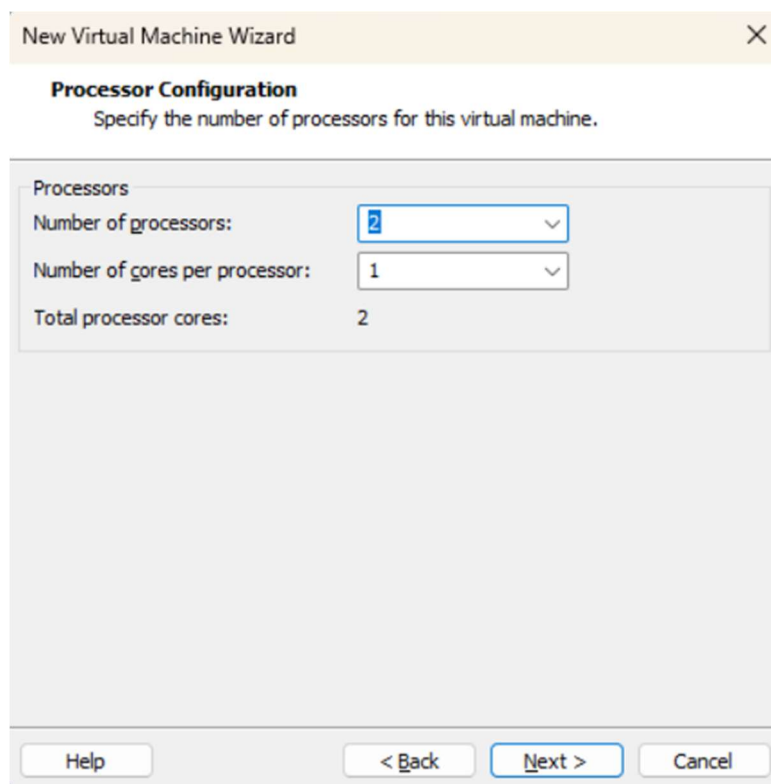 New Virtual Machine Wizard
Processor Configuration
Specify the number of processors for this virtual machine.
Processors
Number of processors: 2
Number of cores per processor: 1
Total processor cores: 2
Help < Back Next > Cancel